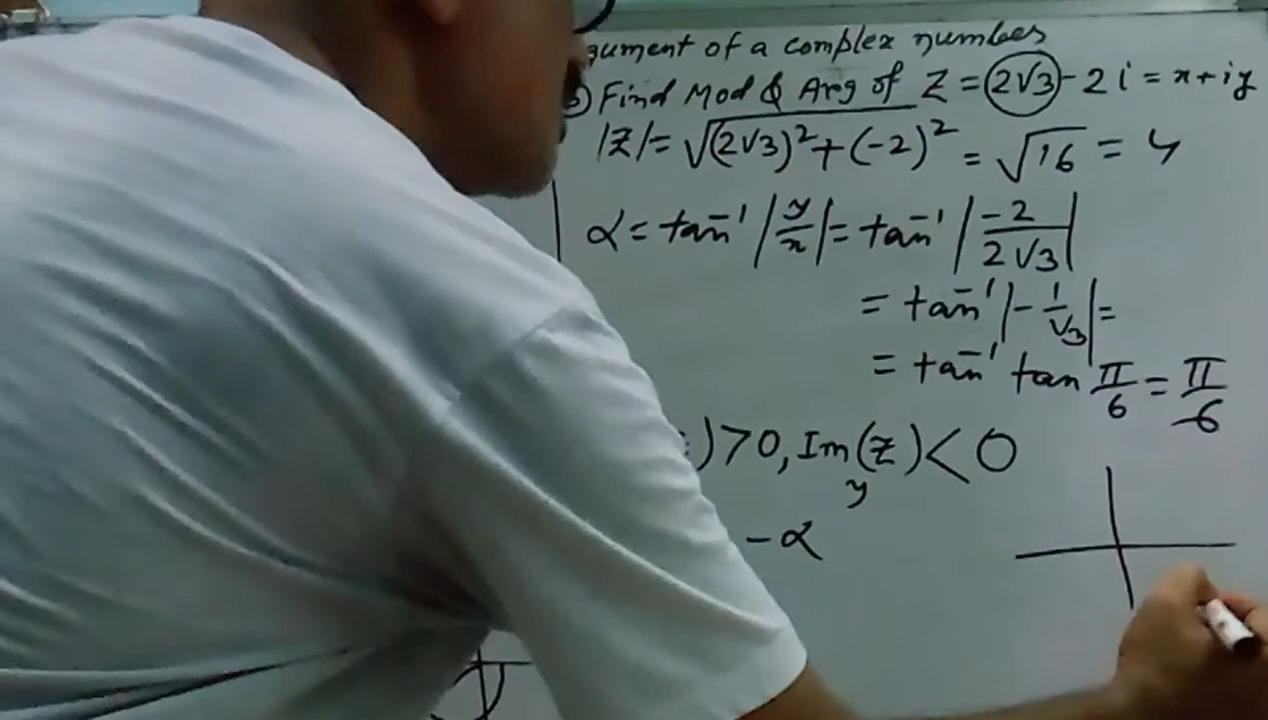 gument of a complex number
) Find Mod & Arg of Z = 2√3 - 2i = x + iy
|Z| = √(2√3)² + (-2)² = √16 = 4
α = tan⁻¹ |y/x| = tan⁻¹ |-2/2√3|
= tan⁻¹ |-1/√3| =
= tan⁻¹ tan π/6 = π/6
) > 0, Im(z) < 0
y
- α